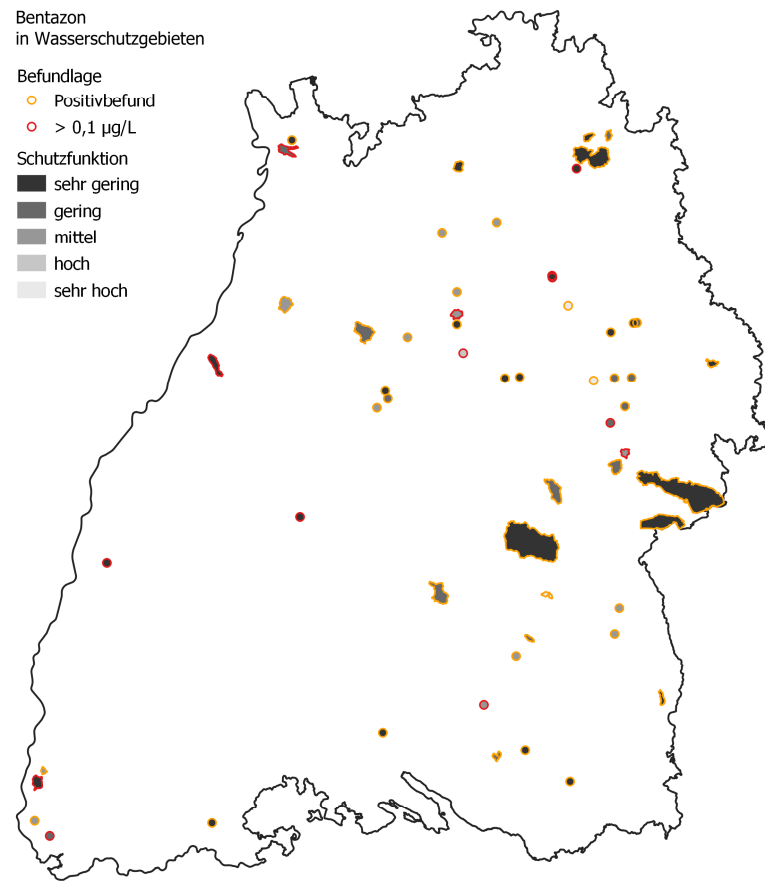 Bentazon
in Wasserschutzgebieten
Befundlage
Positivbefund
> 0,1 µg/L
Schutzfunktion
sehr gering
gering
mittel
hoch
sehr hoch